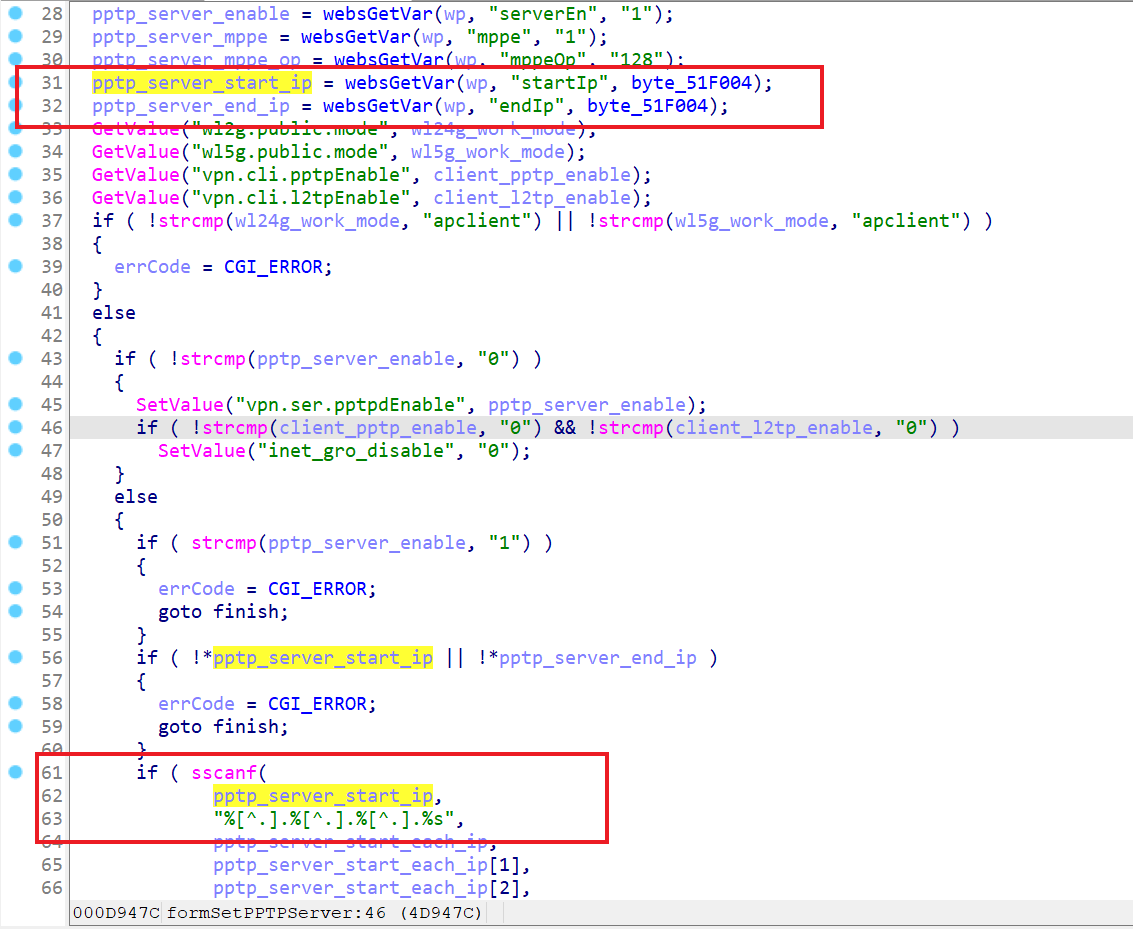 28 pptp_server_enable = websGetVar(wp, "serverEn", "1");
29 pptp_server_mppe = websGetVar(wp, "mppe", "1");
30 pptp_server_mppe_op = websGetVar(wp, "mppeOp", "128");
31 pptp_server_start_ip = websGetVar(wp, "startIp", byte_51F004);
32 pptp_server_end_ip = websGetVar(wp, "endIp", byte_51F004);
33 GetValue("wl2g.public.mode", wl24g_work_mode);
34 GetValue("wl5g.public.mode", wl5g_work_mode);
35 GetValue("vpn.cli.pptpEnable", client_pptp_enable);
36 GetValue("vpn.cli.l2tpEnable", client_l2tp_enable);
37 if ( !strcmp(wl24g_work_mode, "apclient") || !strcmp(wl5g_work_mode, "apclient") )
38 {
39 errCode = CGI_ERROR;
40 }
41 else
42 {
43 if ( !strcmp(pptp_server_enable, "0") )
44 {
45 SetValue("vpn.ser.pptpdEnable", pptp_server_enable);
46 if ( !strcmp(client_pptp_enable, "0") && !strcmp(client_l2tp_enable, "0") )
47 SetValue("inet_gro_disable", "0");
48 }
49 else
50 {
51 if ( strcmp(pptp_server_enable, "1") )
52 {
53 errCode = CGI_ERROR;
54 goto finish;
55 }
56 if ( !*pptp_server_start_ip || !*pptp_server_end_ip )
57 {
58 errCode = CGI_ERROR;
59 goto finish;
60 }
61 if ( sscanf(
62 pptp_server_start_ip,
63 "%[^.].%[^.].%[^.].%s",
64 pptp_server_start_each_ip,
65 pptp_server_start_each_ip[1],
66 pptp_server_start_each_ip[2],
000D947C formSetPPTPServer:46 (4D947C)